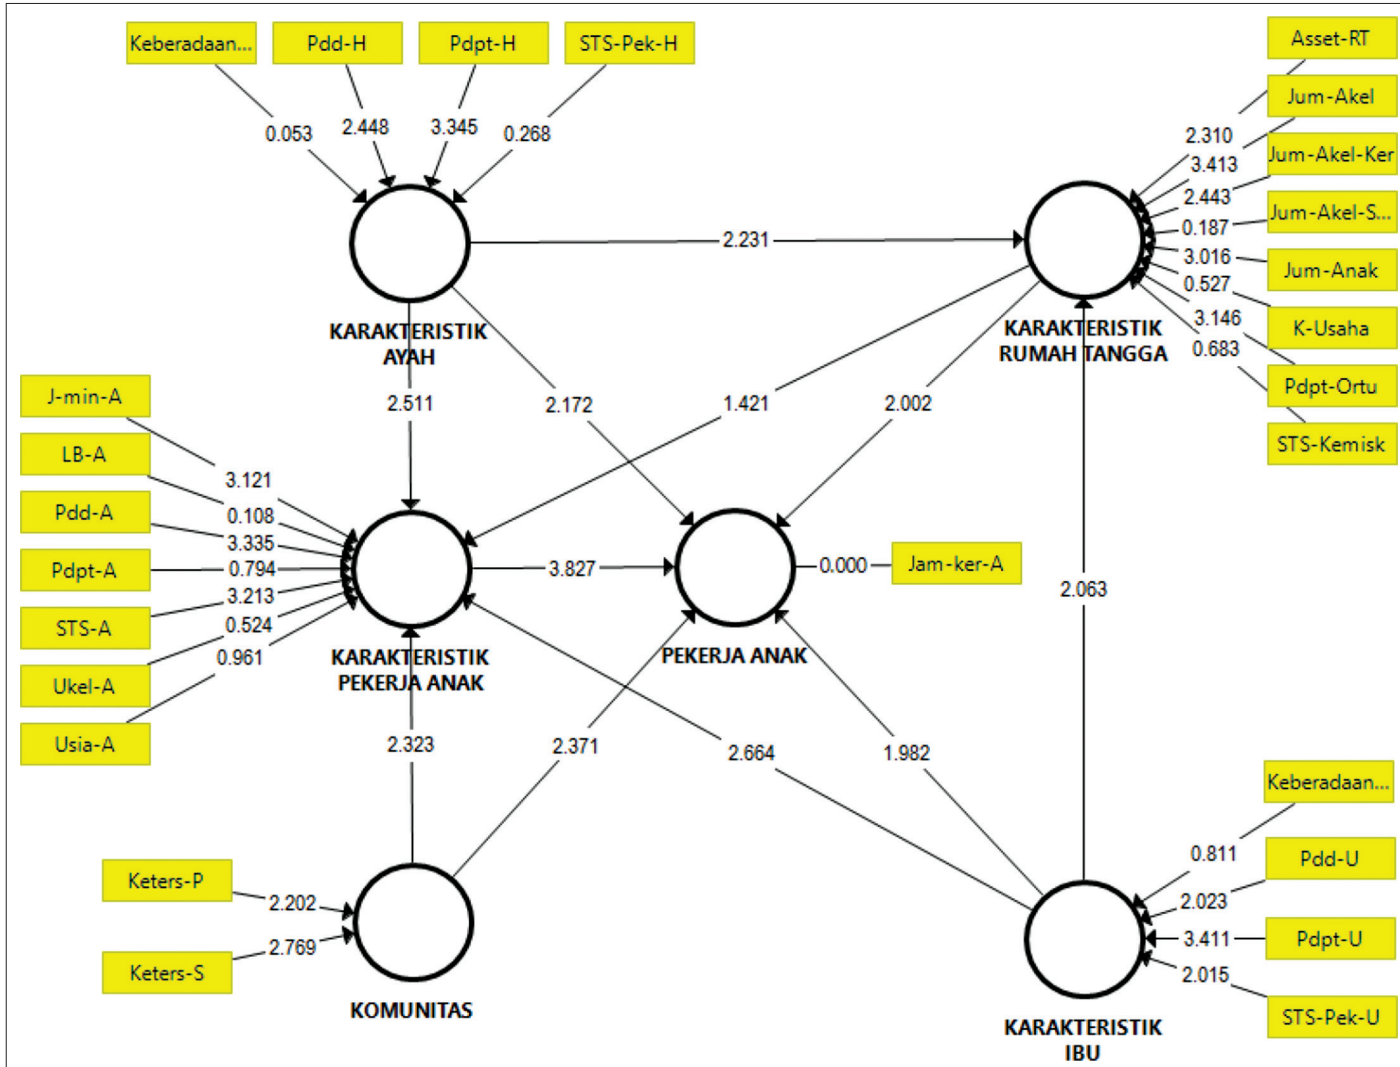 Keberadaan...
Pdd-H
Pdpt-H
STS-Pek-H
0.053
2.448
3.345
0.268
KARAKTERISTIK
AYAH
2.231
2.511
2.172
Asset-RT
Jum-Akel
Jum-Akel-Ker
Jum-Akel-S...
Jum-Anak
K-Usaha
Pdpt-Ortu
STS-Kemisk
2.310
3.413
2.443
0.187
3.016
0.527
3.146
0.683
KARAKTERISTIK
RUMAH TANGGA
1.421
2.002
J-min-A
LB-A
Pdd-A
Pdpt-A
STS-A
Ukel-A
Usia-A
3.121
0.108
3.335
0.794
3.213
0.524
0.961
KARAKTERISTIK
PEKERJA ANAK
3.827
PEKERJA ANAK
0.000
Jam-ker-A
2.063
2.323
2.371
2.664
1.982
Keters-P
Keters-S
2.202
2.769
KOMUNITAS
Keberadaan...
Pdd-U
Pdpt-U
STS-Pek-U
0.811
2.023
3.411
2.015
KARAKTERISTIK
IBU